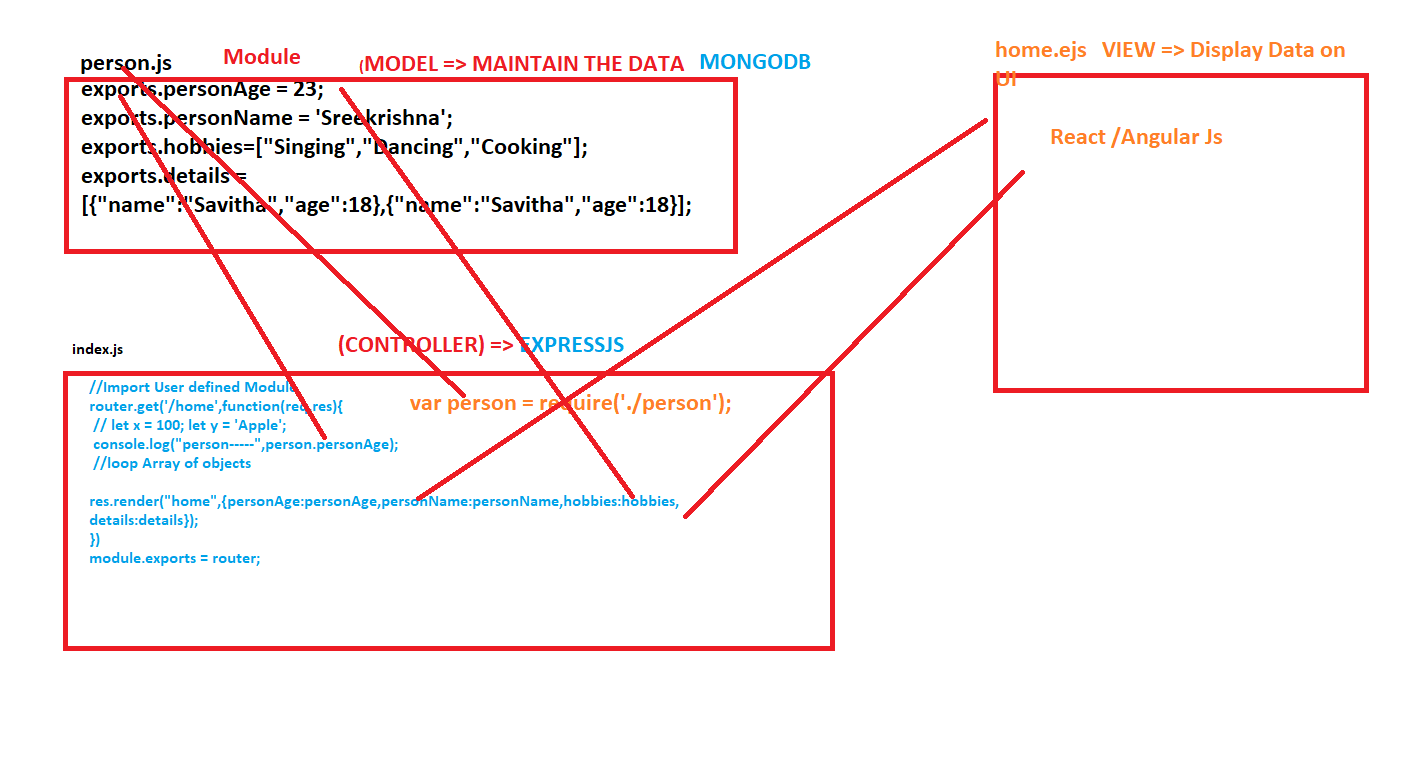 person.js Module (MODEL => MAINTAIN THE DATA MONGODB
exports.personAge = 23;
exports.personName = 'Sreekrishna';
exports.hobbies=["Singing","Dancing","Cooking"];
exports.details =
[{"name":"Savitha","age":18},{"name":"Savitha","age":18}];
home.ejs VIEW => Display Data on
UI
React /Angular Js
index.js (CONTROLLER) => EXPRESSJS
//Import User defined Module
router.get('/home',function(req,res){
var person = require('./person');
// let x = 100; let y = 'Apple';
console.log("person-----",person.personAge);
//loop Array of objects
res.render("home",{personAge:personAge,personName:personName,hobbies:hobbies,
details:details});
})
module.exports = router;